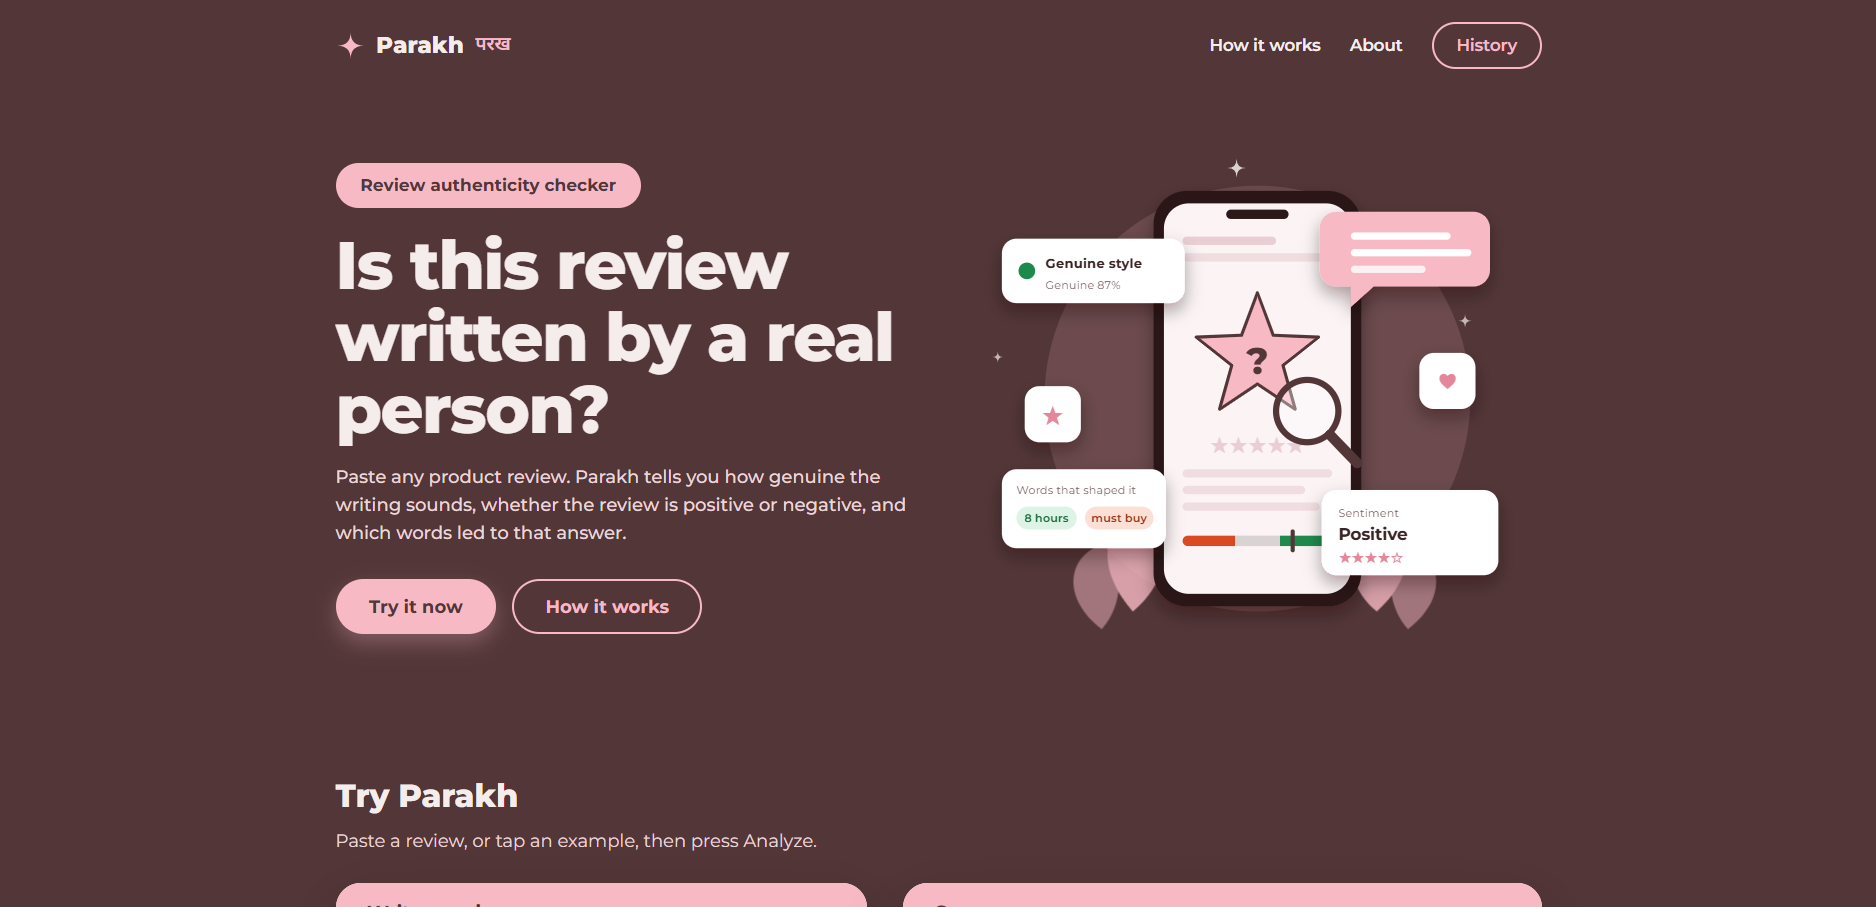 Parakh परख
How it works
About
History
Review authenticity checker
Is this review
written by a real
person?
Paste any product review. Parakh tells you how genuine the
writing sounds, whether the review is positive or negative, and
which words led to that answer.
Try it now
How it works
Genuine style
Genuine 87%
?
Words that shaped it
8 hours
must buy
Sentiment
Positive
Try Parakh
Paste a review, or tap an example, then press Analyze.